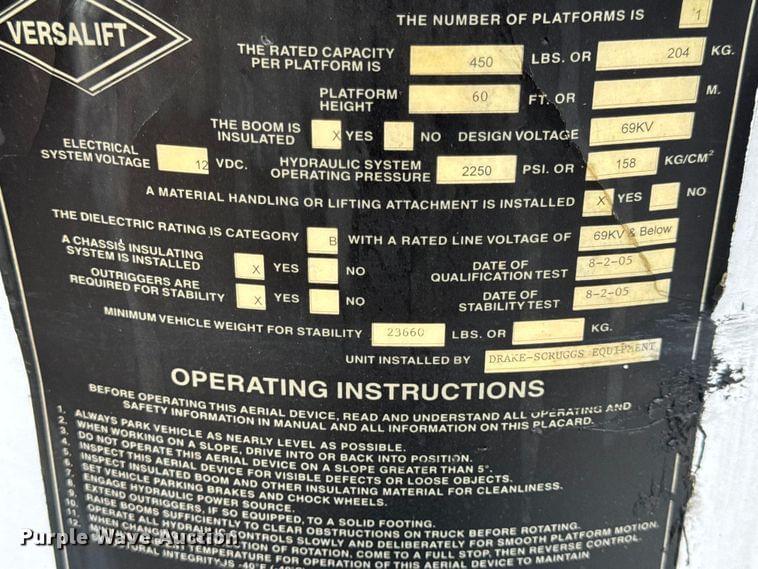 VERSALIFT
THE NUMBER OF PLATFORMS IS 1
THE RATED CAPACITY PER PLATFORM IS 450 LBS. OR 204 KG.
PLATFORM HEIGHT 60 FT. OR M.
THE BOOM IS INSULATED X YES NO DESIGN VOLTAGE 69KV
ELECTRICAL SYSTEM VOLTAGE 12 VDC. HYDRAULIC SYSTEM OPERATING PRESSURE 2250 PSI. OR 158 KG/CM²
A MATERIAL HANDLING OR LIFTING ATTACHMENT IS INSTALLED X YES NO
THE DIELECTRIC RATING IS CATEGORY B WITH A RATED LINE VOLTAGE OF 69KV & Below
A CHASSIS INSULATING SYSTEM IS INSTALLED X YES NO DATE OF QUALIFICATION TEST 8-2-05
OUTRIGGERS ARE REQUIRED FOR STABILITY X YES NO DATE OF STABILITY TEST 8-2-05
MINIMUM VEHICLE WEIGHT FOR STABILITY 23660 LBS. OR KG.
UNIT INSTALLED BY DRAKE-SCRUGGS EQUIPMENT
OPERATING INSTRUCTIONS
BEFORE OPERATING THIS AERIAL DEVICE, READ AND UNDERSTAND ALL OPERATING AND
SAFETY INFORMATION IN MANUAL AND ALL INFORMATION ON THIS PLACARD.
1. ALWAYS PARK VEHICLE AS NEARLY LEVEL AS POSSIBLE.
2. WHEN WORKING ON A SLOPE, DRIVE INTO OR BACK INTO POSITION.
3. DO NOT OPERATE THIS AERIAL DEVICE ON A SLOPE GREATER THAN 5°.
4. INSPECT THIS AERIAL DEVICE FOR VISIBLE DEFECTS OR LOOSE OBJECTS.
5. INSPECT INSULATED BOOM AND OTHER INSULATING MATERIAL FOR CLEANLINESS.
6. SET VEHICLE PARKING BRAKES AND CHOCK WHEELS.
7. ENGAGE HYDRAULIC POWER SOURCE.
8. EXTEND OUTRIGGERS, IF SO EQUIPPED, TO A SOLID FOOTING.
9. RAISE BOOMS SUFFICIENTLY TO CLEAR OBSTRUCTIONS ON TRUCK BEFORE ROTATING.
10. OPERATE ALL HYDRAULIC CONTROLS SLOWLY AND DELIBERATELY FOR SMOOTH PLATFORM MOTION.
11. WHEN CHANGING DIRECTION OF ROTATION, COME TO A FULL STOP, THEN REVERSE CONTROL.
12. TEMPERATURE FOR OPERATION OF THIS AERIAL DEVICE TO MAINTAIN
INTEGRITY IS -40°F
Purple Wave Auction